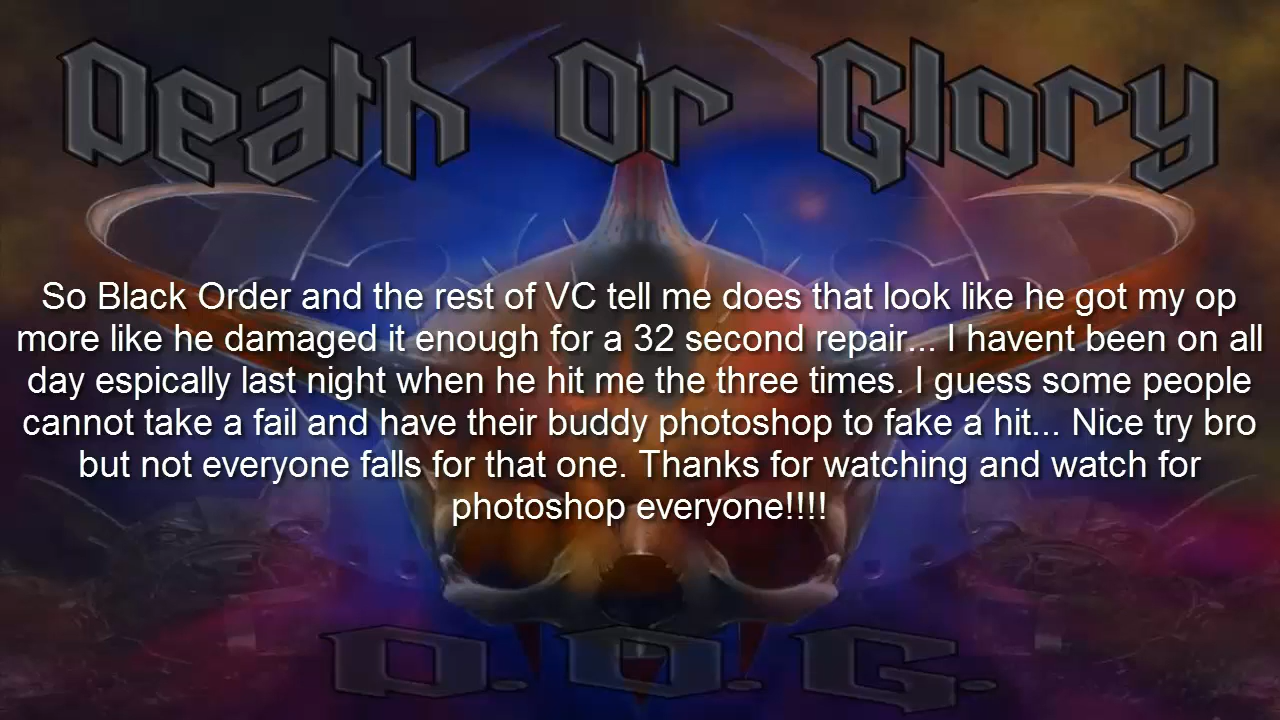 Death Or Glory
So Black Order and the rest of VC tell me does that look like he got my op
more like he damaged it enough for a 32 second repair... I havent been on all
day espically last night when he hit me the three times. I guess some people
cannot take a fail and have their buddy photoshop to fake a hit... Nice try bro
but not everyone falls for that one. Thanks for watching and watch for
photoshop everyone!!!!
D.O.G.